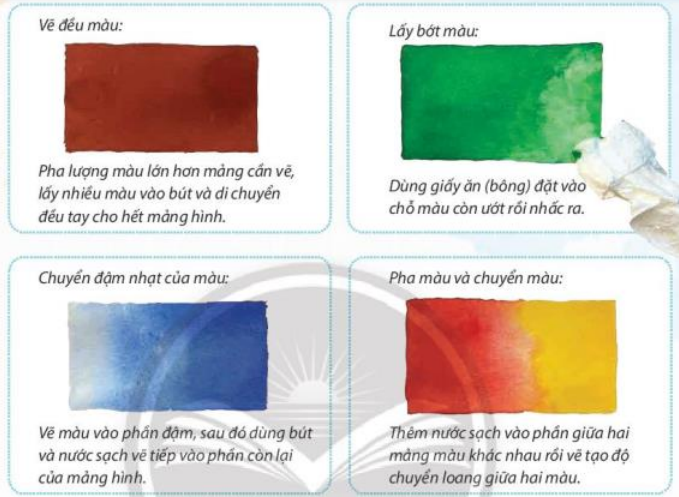 Vẽ đều màu:
Pha lượng màu lớn hơn mảng cần vẽ,
lấy nhiều màu vào bút và di chuyển
đều tay cho hết mảng hình.
Lấy bớt màu:
Dùng giấy ăn (bông) đặt vào
chỗ màu còn ướt rồi nhấc ra.
Chuyển đậm nhạt của màu:
Vẽ màu vào phần đậm, sau đó dùng bút
và nước sạch vẽ tiếp vào phần còn lại
của mảng hình.
Pha màu và chuyển màu:
Thêm nước sạch vào phần giữa hai
mảng màu khác nhau rồi vẽ tạo độ
chuyển loang giữa hai màu.